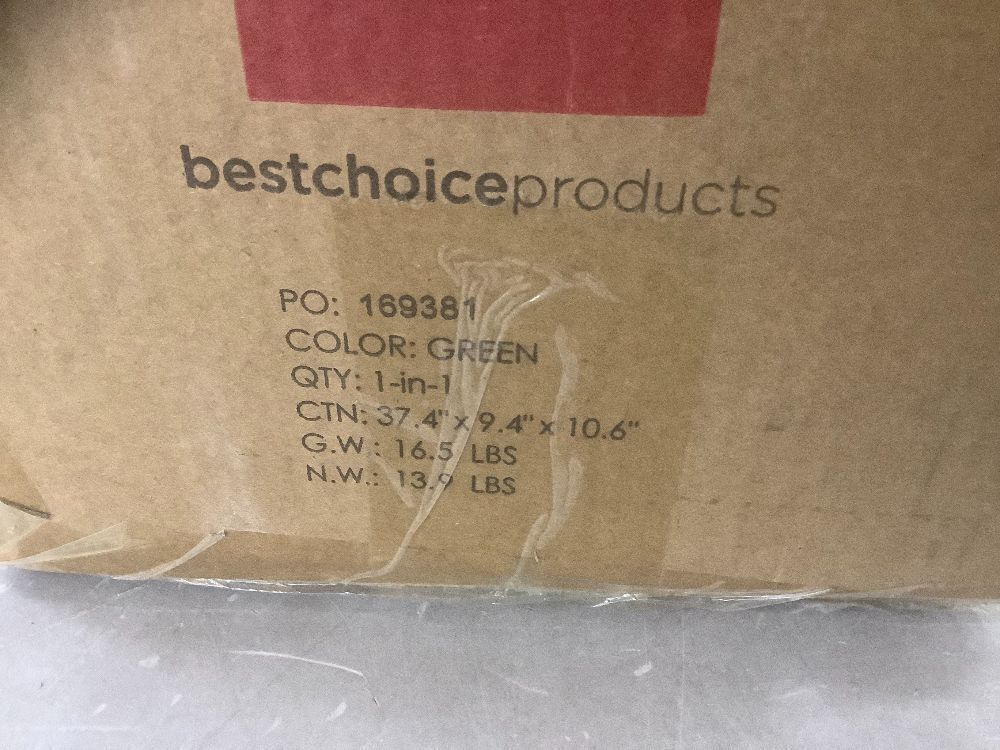 bestchoiceproducts
PO: 169381
COLOR: GREEN
QTY: 1-in-1
CTN: 37.4" x 9.4" x 10.6"
G.W.: 16.5 LBS
N.W.: 13.9 LBS